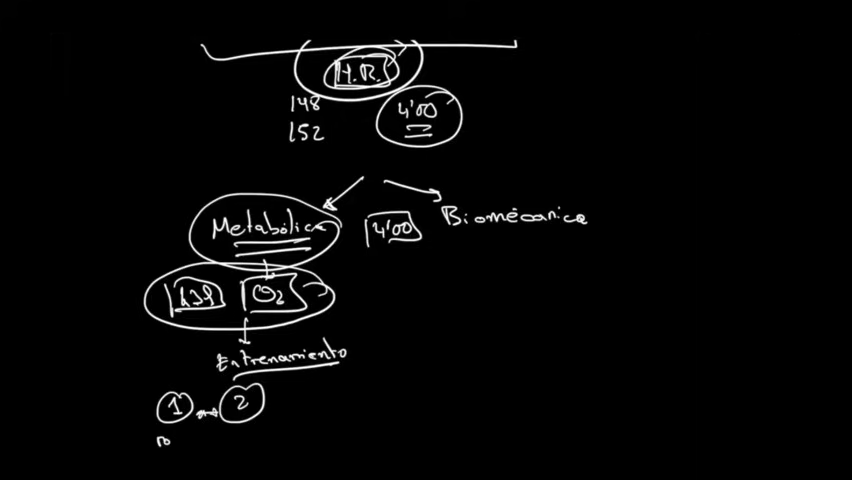 H.R.
148
4'00
152
Metabólica
4'00
Biomécanica
O2
Entrenamiento
1 2